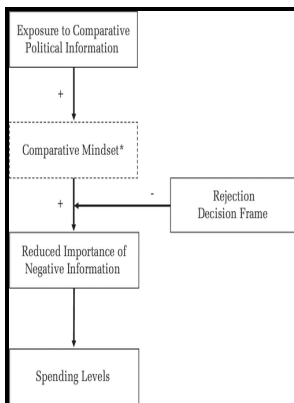 Exposure to Comparative
Political Information
+
Comparative Mindset*
+
-
Rejection
Decision Frame
Reduced Importance of
Negative Information
Spending Levels